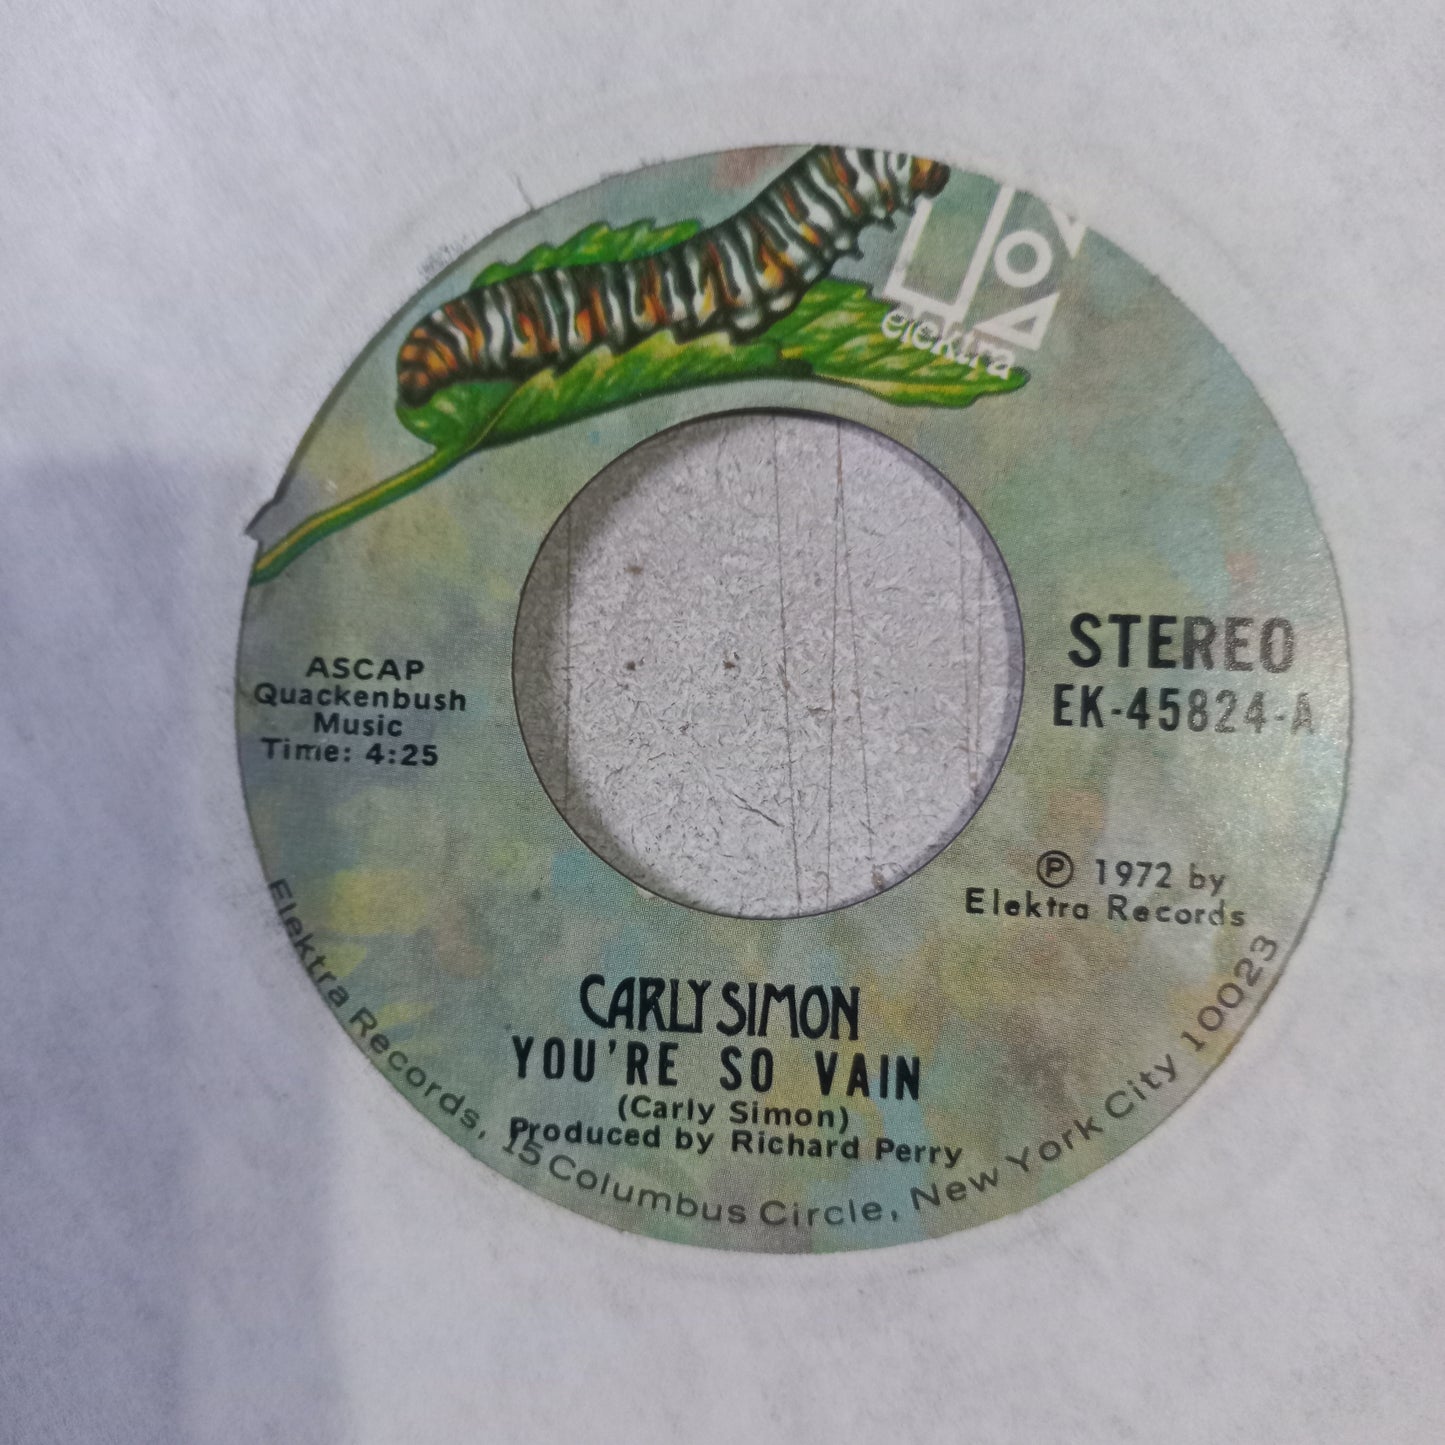 elektra
STEREO
EK-45824-A
ASCAP
Quackenbush
Music
Time: 4:25
Ⓟ 1972 by
Elektra Records
CARLY SIMON
YOU'RE SO VAIN
(Carly Simon)
Produced by Richard Perry
Elektra Records, 15 Columbus Circle, New York City 10023